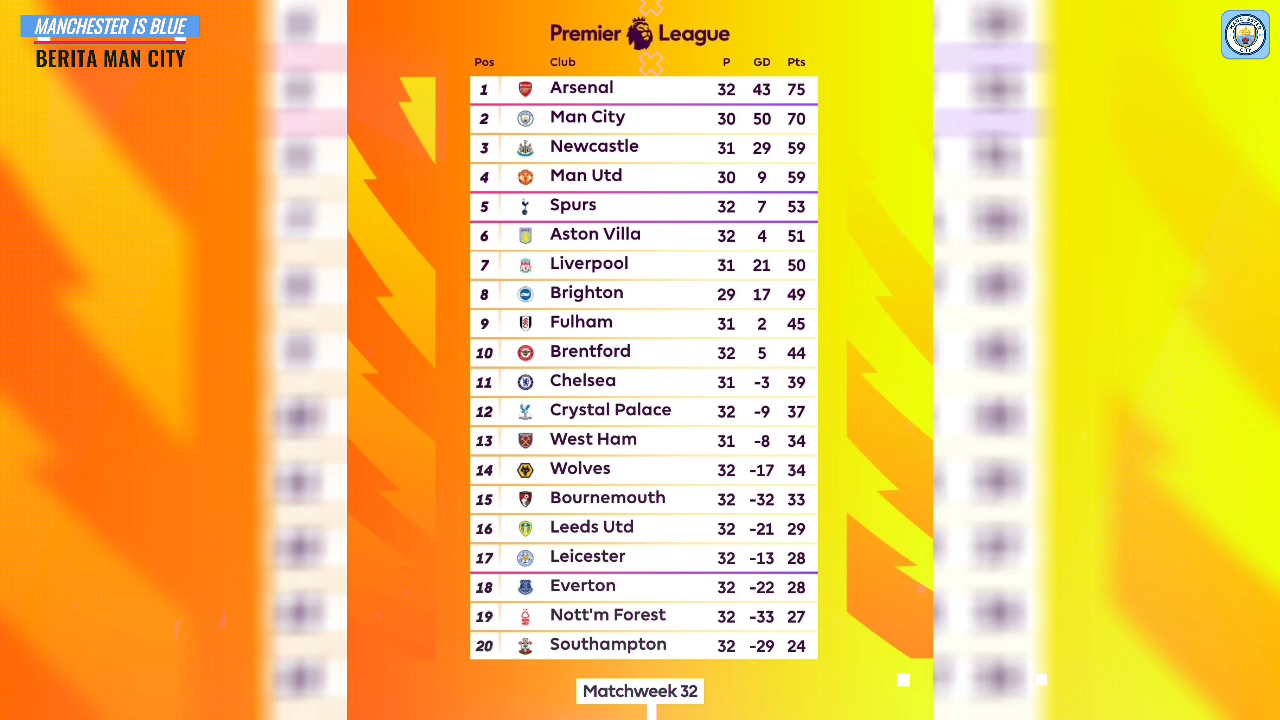 MANCHESTER IS BLUE
BERITA MAN CITY
Premier League
Pos Club P GD Pts
1 Arsenal 32 43 75
2 Man City 30 50 70
3 Newcastle 31 29 59
4 Man Utd 30 9 59
5 Spurs 32 7 53
6 Aston Villa 32 4 51
7 Liverpool 31 21 50
8 Brighton 29 17 49
9 Fulham 31 2 45
10 Brentford 32 5 44
11 Chelsea 31 -3 39
12 Crystal Palace 32 -9 37
13 West Ham 31 -8 34
14 Wolves 32 -17 34
15 Bournemouth 32 -32 33
16 Leeds Utd 32 -21 29
17 Leicester 32 -13 28
18 Everton 32 -22 28
19 Nott'm Forest 32 -33 27
20 Southampton 32 -29 24
Matchweek 32